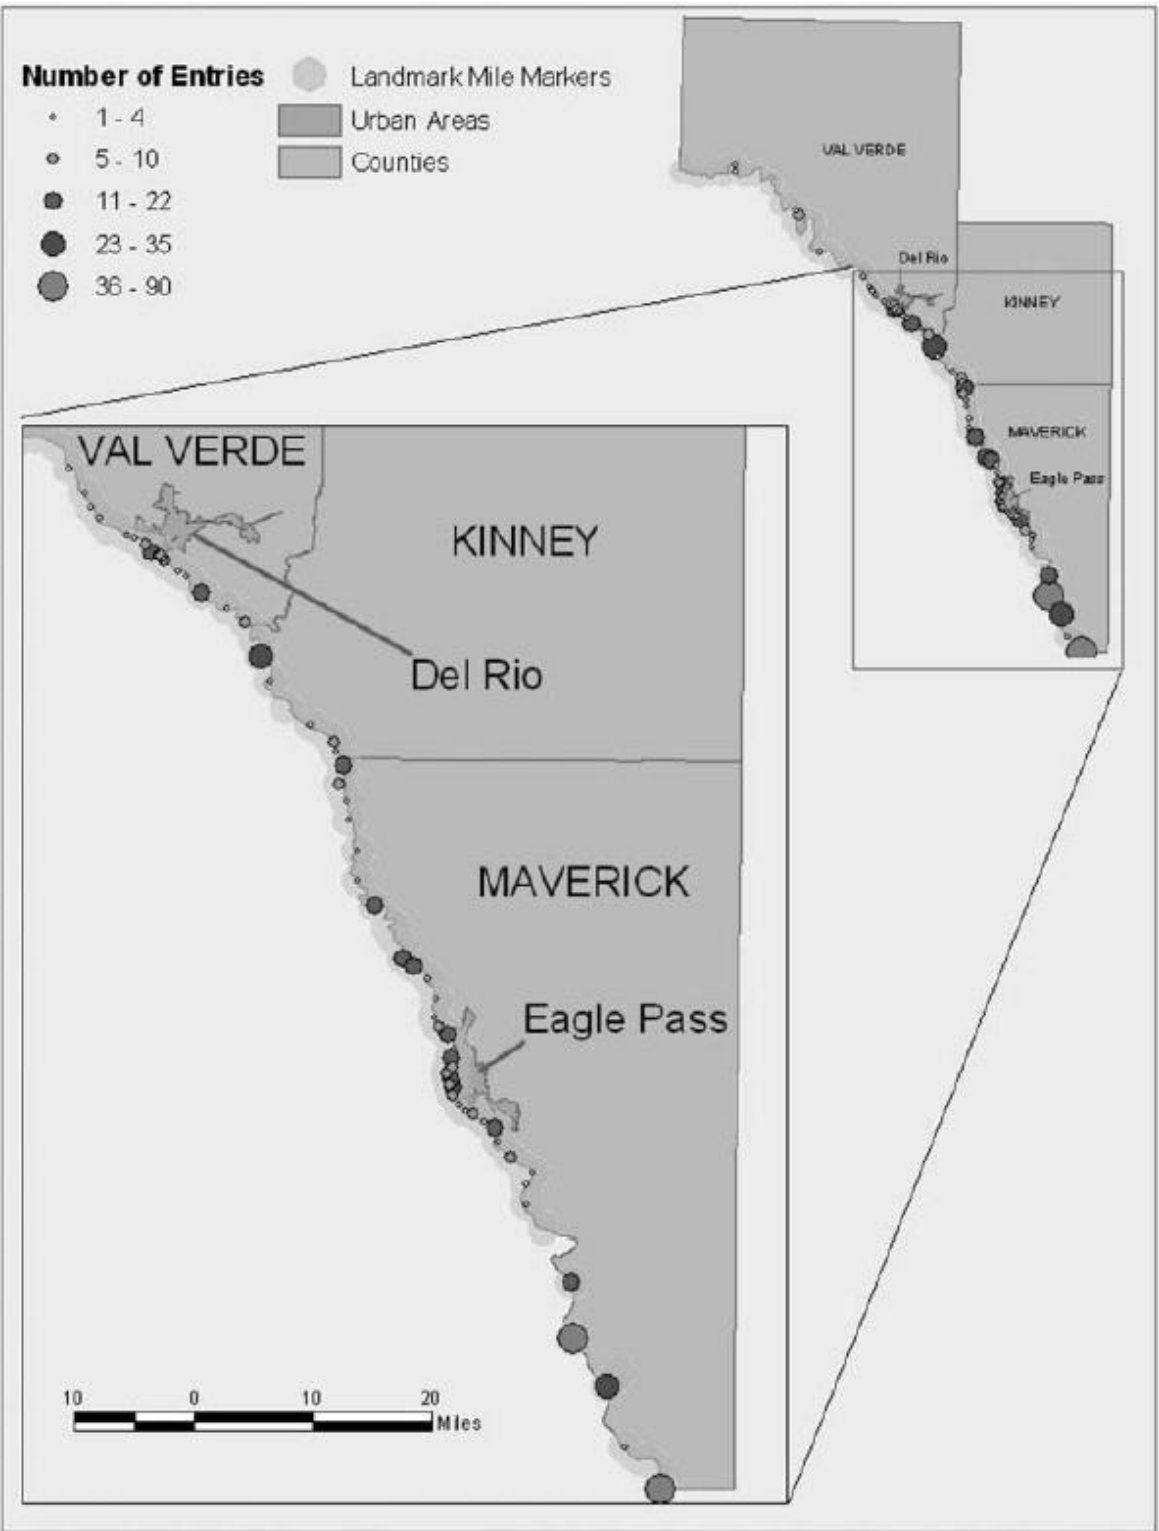 Number of Entries
1 - 4
5 - 10
11 - 22
23 - 35
36 - 90
Landmark Mile Markers
Urban Areas
Counties
VAL VERDE
Del Rio
KINNEY
MAVERICK
Eagle Pass
VAL VERDE
KINNEY
Del Rio
MAVERICK
Eagle Pass
10 0 10 20
Miles